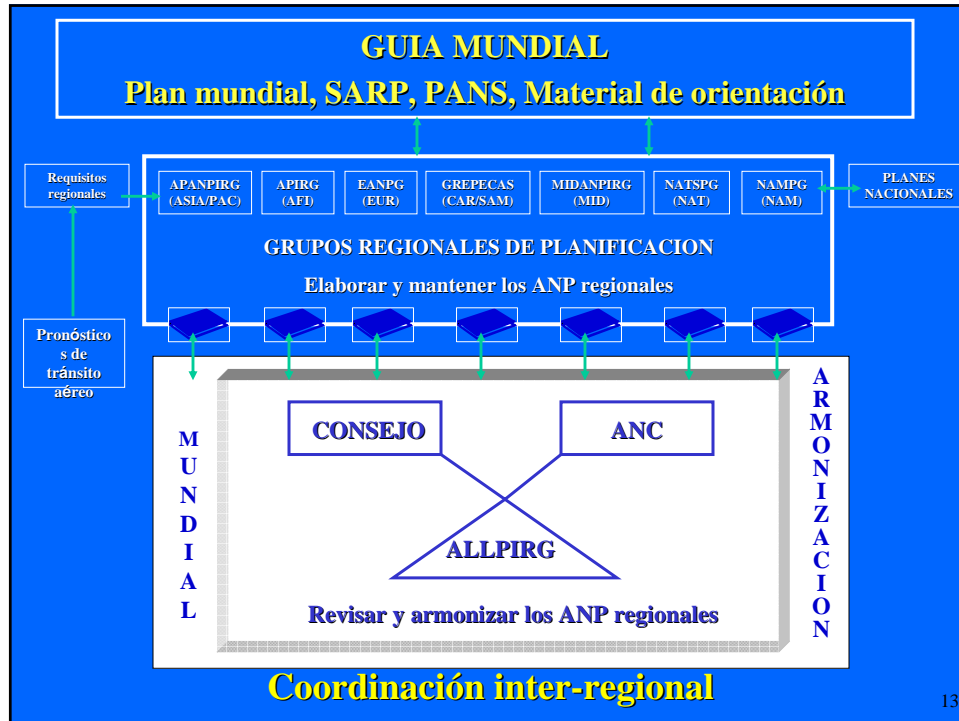 GUIA MUNDIAL
Plan mundial, SARP, PANS, Material de orientación
Requisitos
regionales
APANPIRG
(ASIA/PAC)
APIRG
(AFI)
EANPG
(EUR)
GREPECAS
(CAR/SAM)
MIDANPIRG
(MID)
NATSPG
(NAT)
NAMPG
(NAM)
PLANES
NACIONALES
GRUPOS REGIONALES DE PLANIFICACION
Elaborar y mantener los ANP regionales
Pronóstico
s de
tránsito
aéreo
M
U
N
D
I
A
L
CONSEJO
ANC
ALLPIRG
Revisar y armonizar los ANP regionales
A
R
M
O
N
I
Z
A
C
I
O
N
Coordinación inter-regional
13